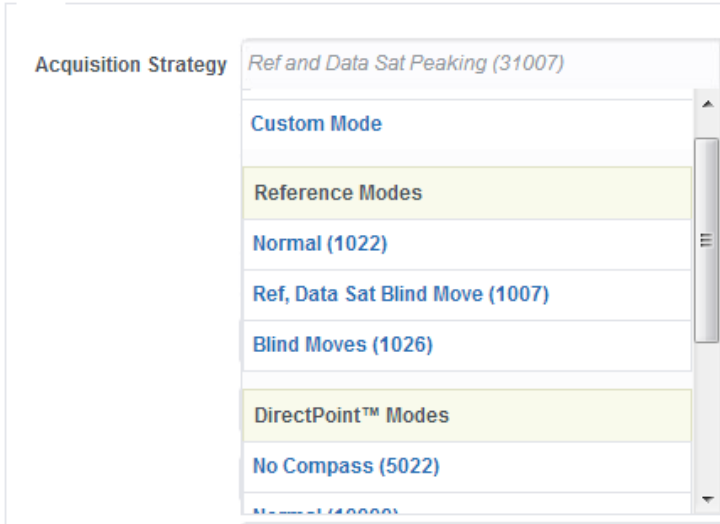 Acquisition Strategy
Ref and Data Sat Peaking (31007)
Custom Mode
Reference Modes
Normal (1022)
Ref, Data Sat Blind Move (1007)
Blind Moves (1026)
DirectPoint™ Modes
No Compass (5022)